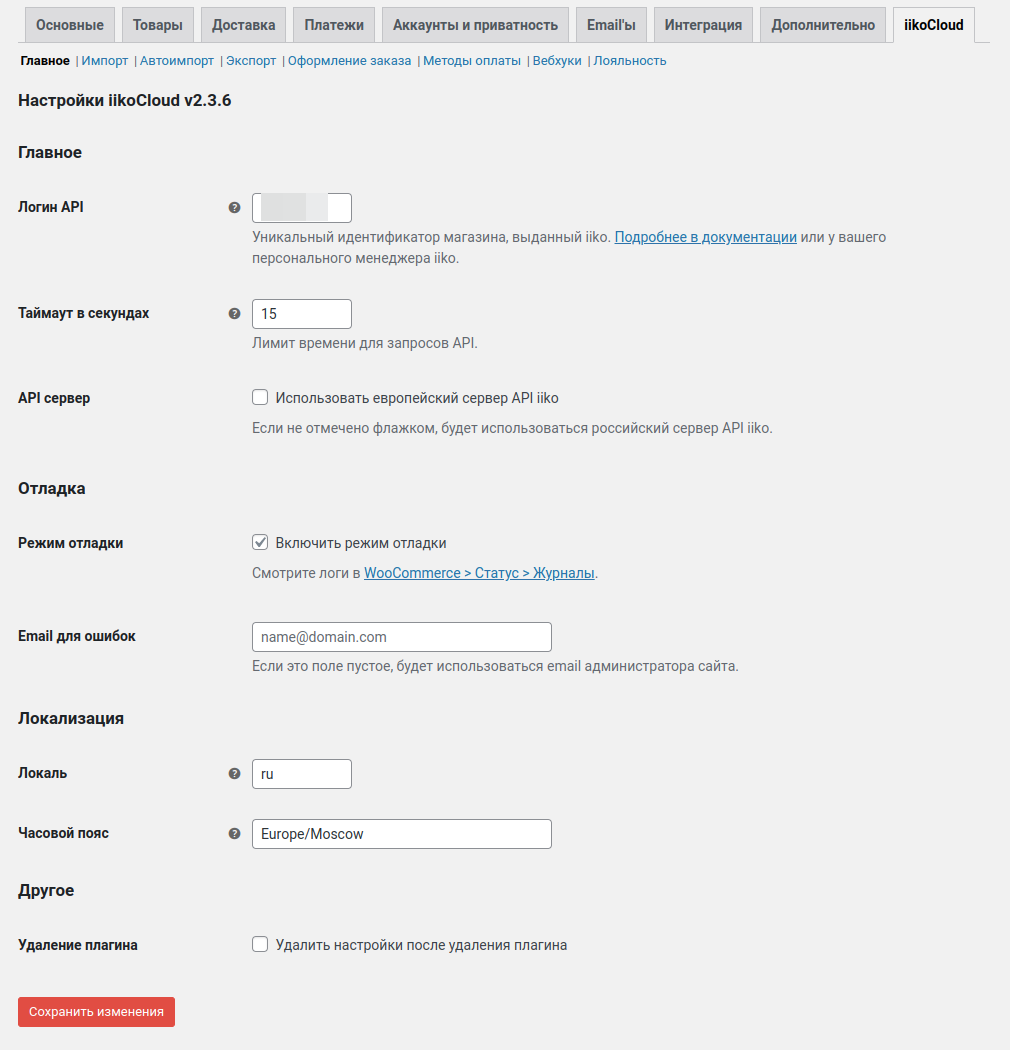 Основные Товары Доставка Платежи Аккаунты и приватность Email'ы Интеграция Дополнительно iikoCloud
Главное | Импорт | Автоимпорт | Экспорт | Оформление заказа | Методы оплаты | Вебхуки | Лояльность
Настройки iikoCloud v2.3.6
Главное
Логин API
Уникальный идентификатор магазина, выданный iiko. Подробнее в документации или у вашего
персонального менеджера iiko.
Таймаут в секундах 15
Лимит времени для запросов API.
API сервер Использовать европейский сервер API iiko
Если не отмечено флажком, будет использоваться российский сервер API iiko.
Отладка
Режим отладки Включить режим отладки
Смотрите логи в WooCommerce > Статус > Журналы.
Email для ошибок name@domain.com
Если это поле пустое, будет использоваться email администратора сайта.
Локализация
Локаль ru
Часовой пояс Europe/Moscow
Другое
Удаление плагина Удалить настройки после удаления плагина
Сохранить изменения